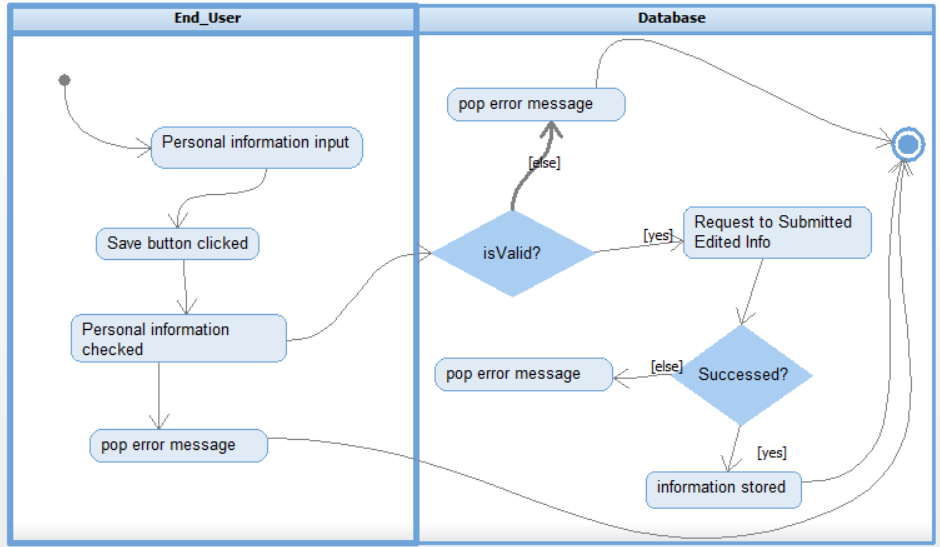 End_User
Personal information input
Save button clicked
Personal information
checked
pop error message
Database
pop error message
[else]
isValid?
[yes]
Request to Submitted
Edited Info
pop error message
[else]
Successed?
[yes]
information stored